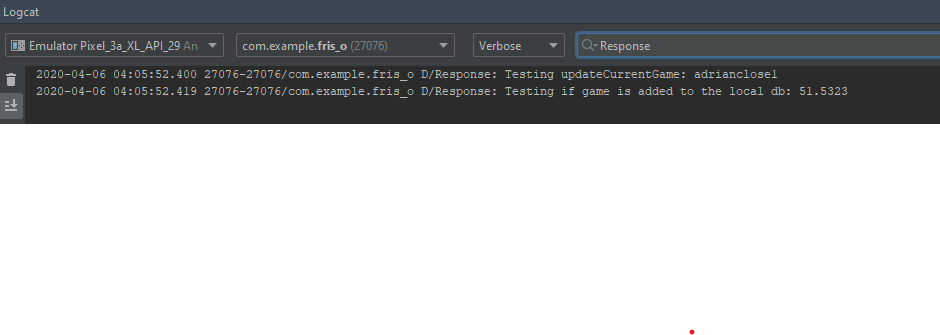 Logcat
Emulator Pixel_3a_XL_API_29 An com.example.fris_o (27076) Verbose Response
2020-04-06 04:05:52.400 27076-27076/com.example.fris_o D/Response: Testing updateCurrentGame: adrianclose1
2020-04-06 04:05:52.419 27076-27076/com.example.fris_o D/Response: Testing if game is added to the local db: 51.5323